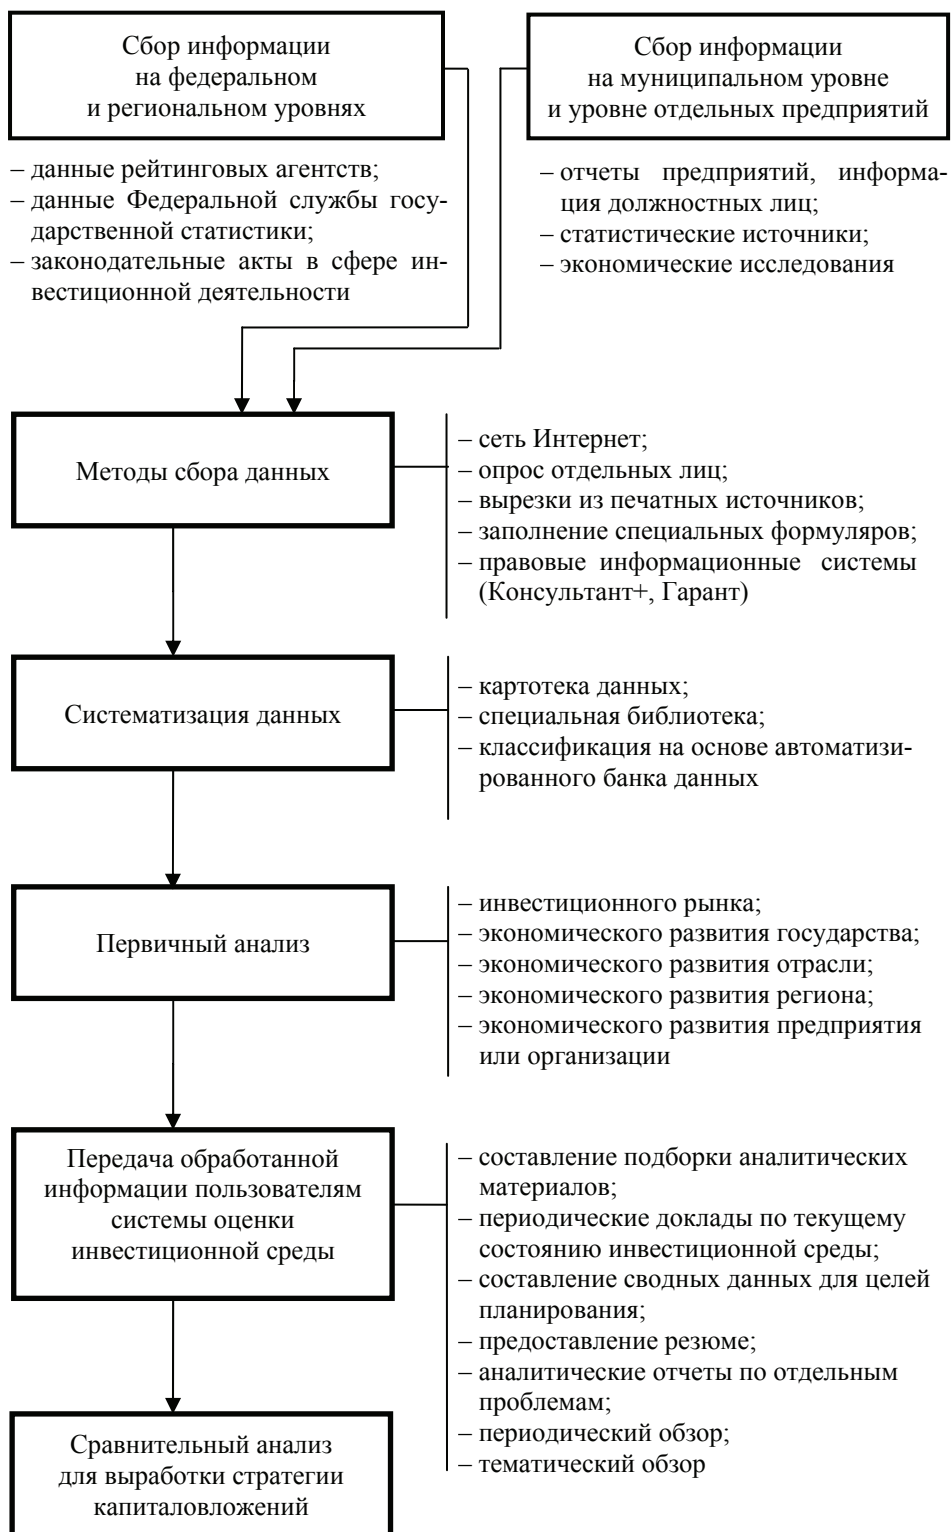 Сбор информации
на федеральном
и региональном уровнях
Сбор информации
на муниципальном уровне
и уровне отдельных предприятий
– данные рейтинговых агентств;
– данные Федеральной службы госу-
дарственной статистики;
– законодательные акты в сфере ин-
вестиционной деятельности
– отчеты предприятий, информа-
ция должностных лиц;
– статистические источники;
– экономические исследования
Методы сбора данных
– сеть Интернет;
– опрос отдельных лиц;
– вырезки из печатных источников;
– заполнение специальных формуляров;
– правовые информационные системы
(Консультант+, Гарант)
Систематизация данных
– картотека данных;
– специальная библиотека;
– классификация на основе автоматизи-
рованного банка данных
Первичный анализ
– инвестиционного рынка;
– экономического развития государства;
– экономического развития отрасли;
– экономического развития региона;
– экономического развития предприятия
или организации
Передача обработанной
информации пользователям
системы оценки
инвестиционной среды
– составление подборки аналитических
материалов;
– периодические доклады по текущему
состоянию инвестиционной среды;
– составление сводных данных для целей
планирования;
– предоставление резюме;
– аналитические отчеты по отдельным
проблемам;
– периодический обзор;
– тематический обзор
Сравнительный анализ
для выработки стратегии
капиталовложений